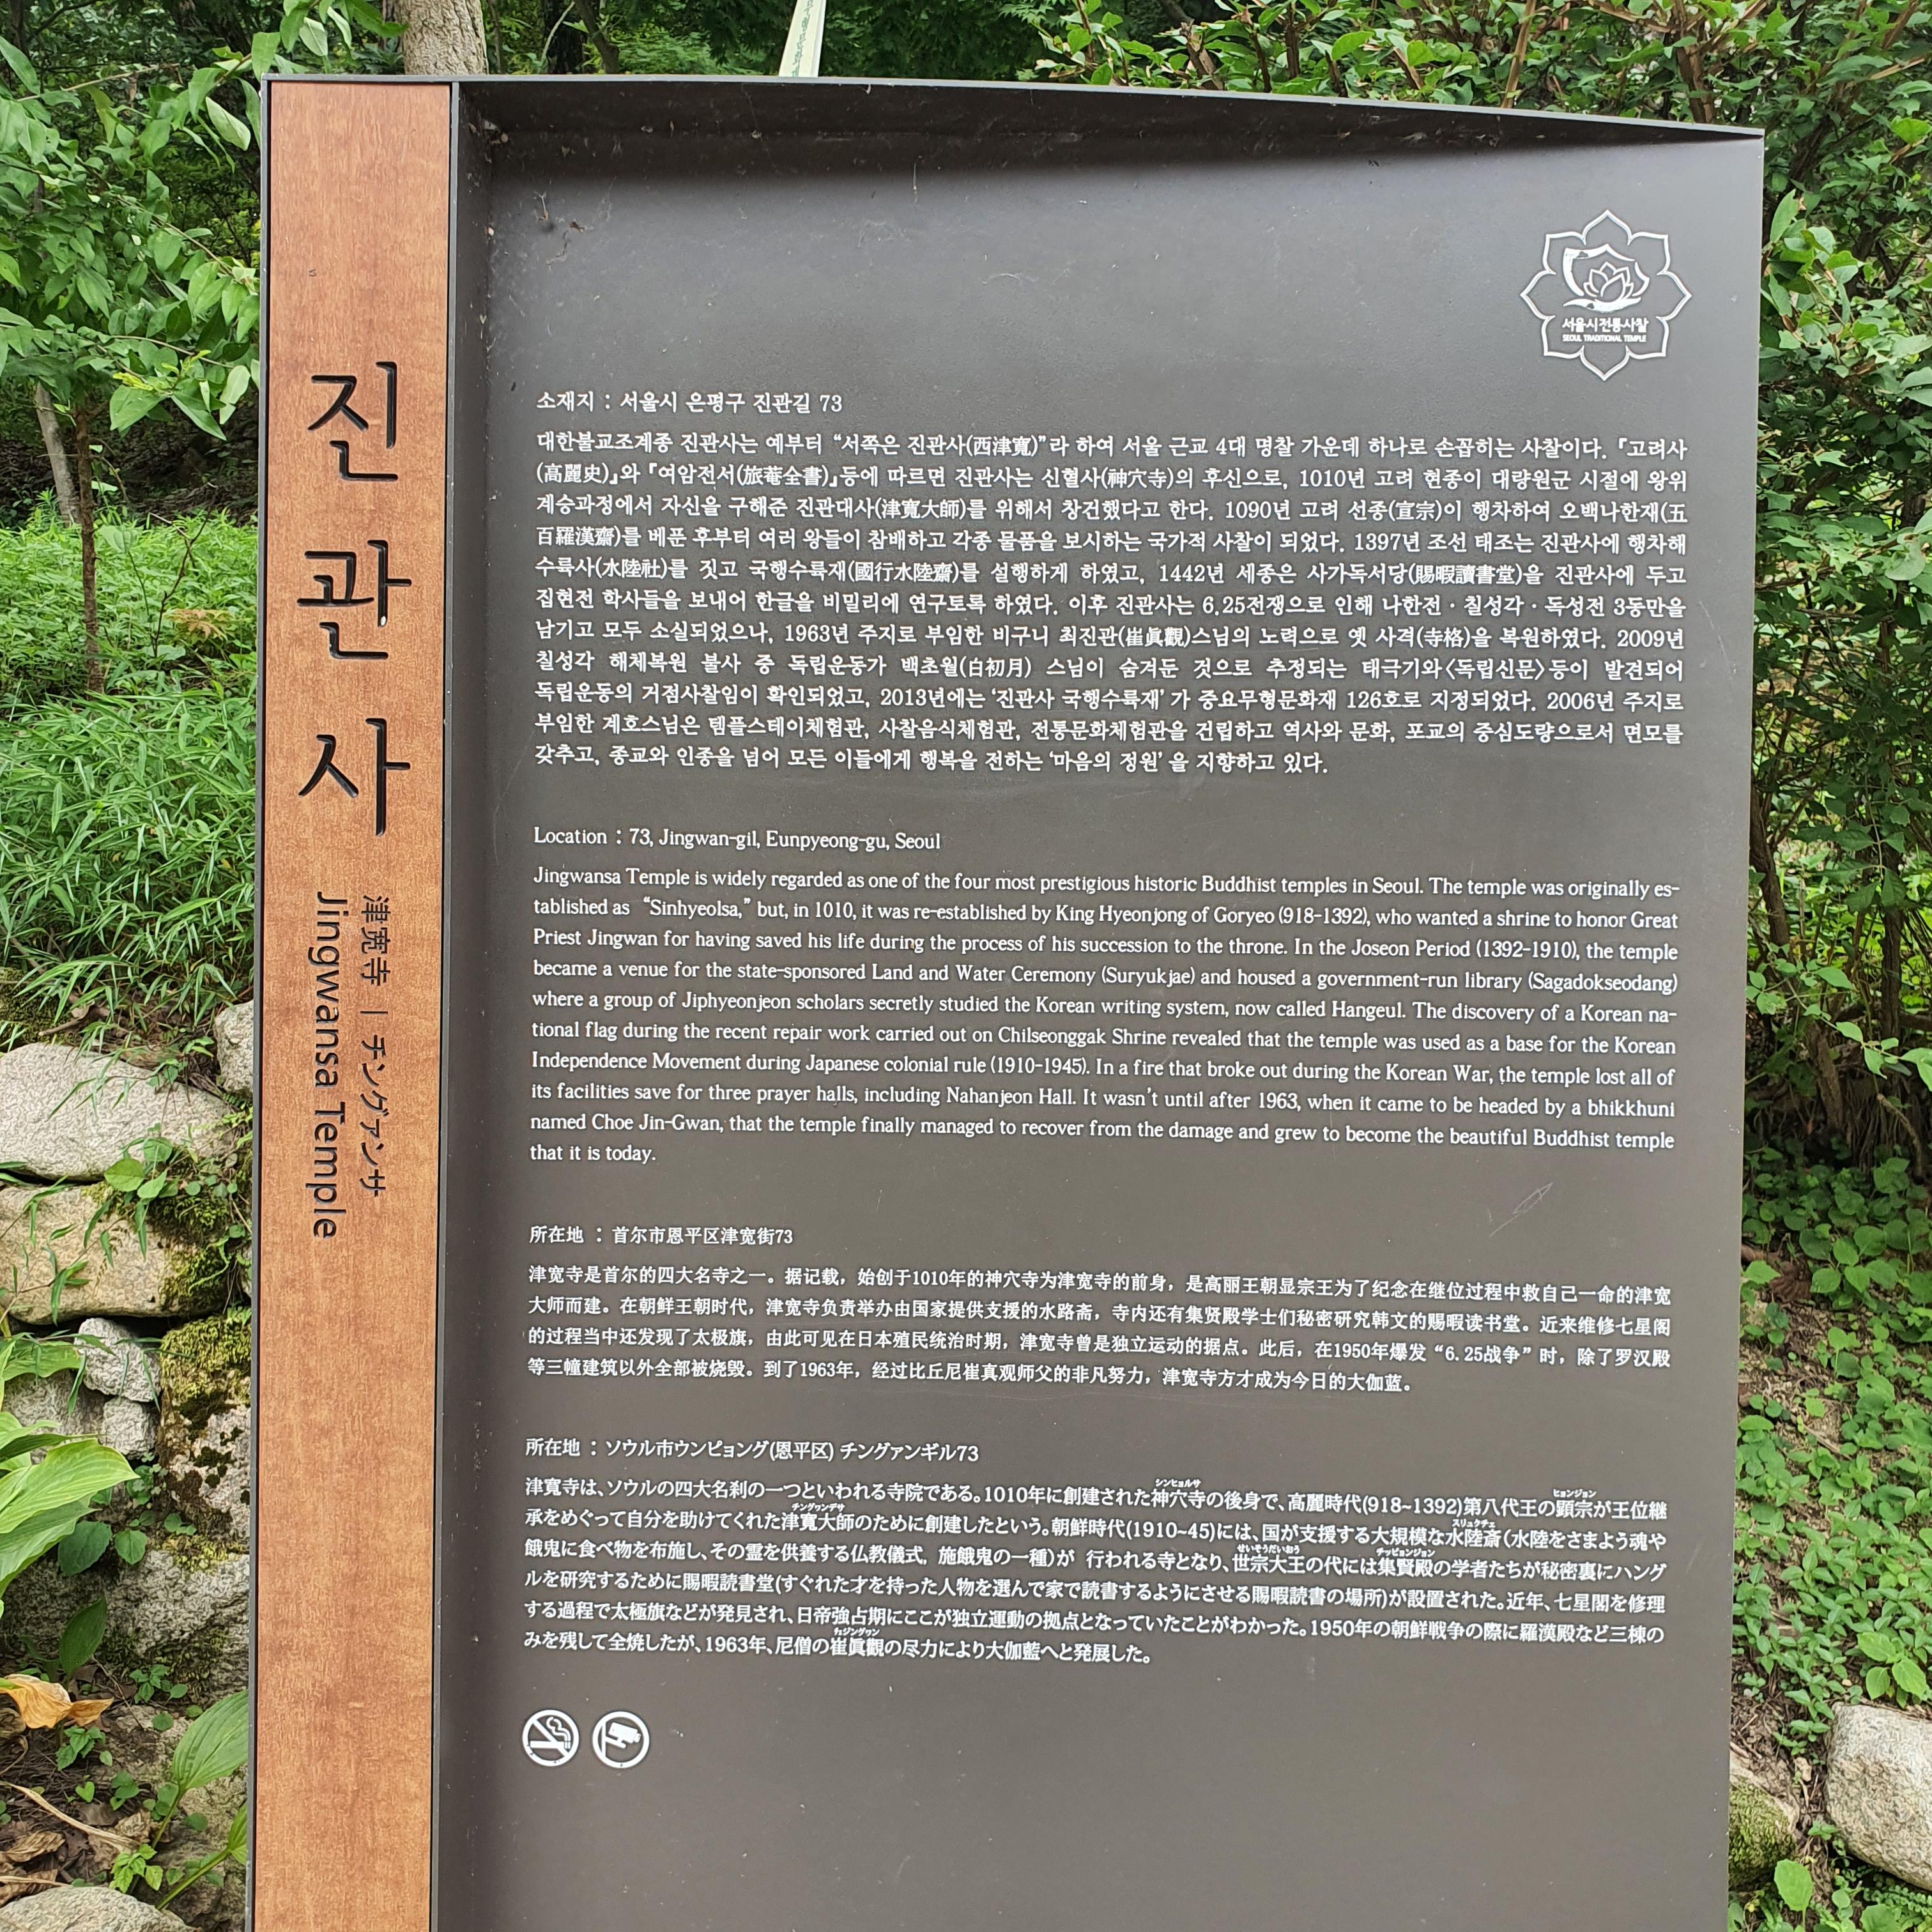 서울시전통사찰
SEOUL TRADITIONAL TEMPLE
진관사
津寛寺 | チングァンサ
Jingwansa Temple
소재지 : 서울시 은평구 진관길 73
대한불교조계종 진관사는 예부터 “서쪽은 진관사(西津寬)”라 하여 서울 근교 4대 명찰 가운데 하나로 손꼽히는 사찰이다. 『고려사
(高麗史)』와 『여암전서(旅菴全書)』등에 따르면 진관사는 신혈사(神穴寺)의 후신으로, 1010년 고려 현종이 대량원군 시절에 왕위
계승과정에서 자신을 구해준 진관대사(津寬大師)를 위해서 창건했다고 한다. 1090년 고려 선종(宣宗)이 행차하여 오백나한재(五
百羅漢齋)를 베푼 후부터 여러 왕들이 참배하고 각종 물품을 보시하는 국가적 사찰이 되었다. 1397년 조선 태조는 진관사에 행차해
수륙사(水陸社)를 짓고 국행수륙재(國行水陸齋)를 설행하게 하였고, 1442년 세종은 사가독서당(賜暇讀書堂)을 진관사에 두고
집현전 학사들을 보내어 한글을 비밀리에 연구토록 하였다. 이후 진관사는 6.25전쟁으로 인해 나한전 · 칠성각 · 독성전 3동만을
남기고 모두 소실되었으나, 1963년 주지로 부임한 비구니 최진관(崔眞觀)스님의 노력으로 옛 사격(寺格)을 복원하였다. 2009년
칠성각 해체복원 불사 중 독립운동가 백초월(白初月) 스님이 숨겨둔 것으로 추정되는 태극기와〈독립신문〉등이 발견되어
독립운동의 거점사찰임이 확인되었고, 2013년에는 ‘진관사 국행수륙재’ 가 중요무형문화재 126호로 지정되었다. 2006년 주지로
부임한 계호스님은 템플스테이체험관, 사찰음식체험관, 전통문화체험관을 건립하고 역사와 문화, 포교의 중심도량으로서 면모를
갖추고, 종교와 인종을 넘어 모든 이들에게 행복을 전하는 ‘마음의 정원’ 을 지향하고 있다.
Location : 73, Jingwan-gil, Eunpyeong-gu, Seoul
Jingwansa Temple is widely regarded as one of the four most prestigious historic Buddhist temples in Seoul. The temple was originally es-
tablished as “Sinhyeolsa,” but, in 1010, it was re-established by King Hyeonjong of Goryeo (918-1392), who wanted a shrine to honor Great
Priest Jingwan for having saved his life during the process of his succession to the throne. In the Joseon Period (1392-1910), the temple
became a venue for the state-sponsored Land and Water Ceremony (Suryukjae) and housed a government-run library (Sagadokseodang)
where a group of Jiphyeonjeon scholars secretly studied the Korean writing system, now called Hangeul. The discovery of a Korean na-
tional flag during the recent repair work carried out on Chilseonggak Shrine revealed that the temple was used as a base for the Korean
Independence Movement during Japanese colonial rule (1910-1945). In a fire that broke out during the Korean War, the temple lost all of
its facilities save for three prayer halls, including Nahanjeon Hall. It wasn’t until after 1963, when it came to be headed by a bhikkhuni
named Choe Jin-Gwan, that the temple finally managed to recover from the damage and grew to become the beautiful Buddhist temple
that it is today.
所在地 : 首尔市恩平区津宽街73
津宽寺是首尔的四大名寺之一。据记载，始创于1010年的神穴寺为津宽寺的前身，是高丽王朝显宗王为了纪念在继位过程中救自己一命的津宽
大师而建。在朝鲜王朝时代，津宽寺负责举办由国家提供支援的水路斋，寺内还有集贤殿学士们秘密研究韩文的赐暇读书堂。近来维修七星阁
的过程当中还发现了太极旗，由此可见在日本殖民统治时期，津宽寺曾是独立运动的据点。此后，在1950年爆发“6.25战争”时，除了罗汉殿
等三幢建筑以外全部被烧毁。到了1963年，经过比丘尼崔真观师父的非凡努力，津宽寺方才成为今日的大伽蓝。
所在地 : ソウル市ウンピョング(恩平区) チングァンギル73
シンヒョルサ ヒョンジョン
津寛寺は、ソウルの四大名刹の一つといわれる寺院である。1010年に創建された神穴寺の後身で、高麗時代(918~1392)第八代王の顕宗が王位継
チングヮンデサ スリュクチェ
承をめぐって自分を助けてくれた津寛大師のために創建したという。朝鮮時代(1910~45)には、国が支援する大規模な水陸斎(水陸をさまよう魂や
せいそうだいおう チッピョンジョン
餓鬼に食べ物を布施し、その霊を供養する仏教儀式, 施餓鬼の一種)が 行われる寺となり、世宗大王の代には集賢殿の学者たちが秘密裏にハング
ルを研究するために賜暇読書堂(すぐれた才を持った人物を選んで家で読書するようにさせる賜暇読書の場所)が設置された。近年、七星閣を修理
する過程で太極旗などが発見され、日帝強占期にここが独立運動の拠点となっていたことがわかった。1950年の朝鮮戦争の際に羅漢殿など三棟の
チェジングヮン
みを残して全焼したが、1963年、尼僧の崔眞觀の尽力により大伽藍へと発展した。